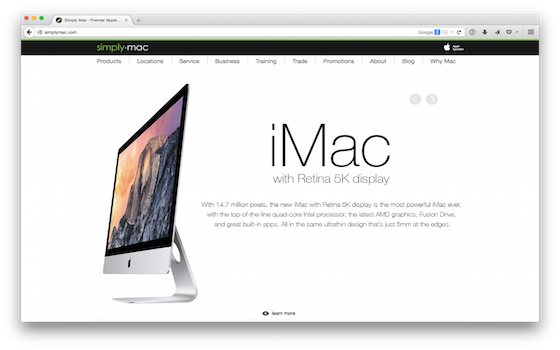 Simply Mac - Premier Apple...
simplymac.com
Google
simply·mac
Products Locations Service Business Training Trade Promotions About Blog Why Mac
iMac
with Retina 5K display
With 14.7 million pixels, the new iMac with Retina 5K display is the most powerful iMac ever,
with the top-of-the-line quad-core Intel processor, the latest AMD graphics, Fusion Drive,
and great built-in apps. All in the same ultrathin design that's just 5mm at the edges.
learn more